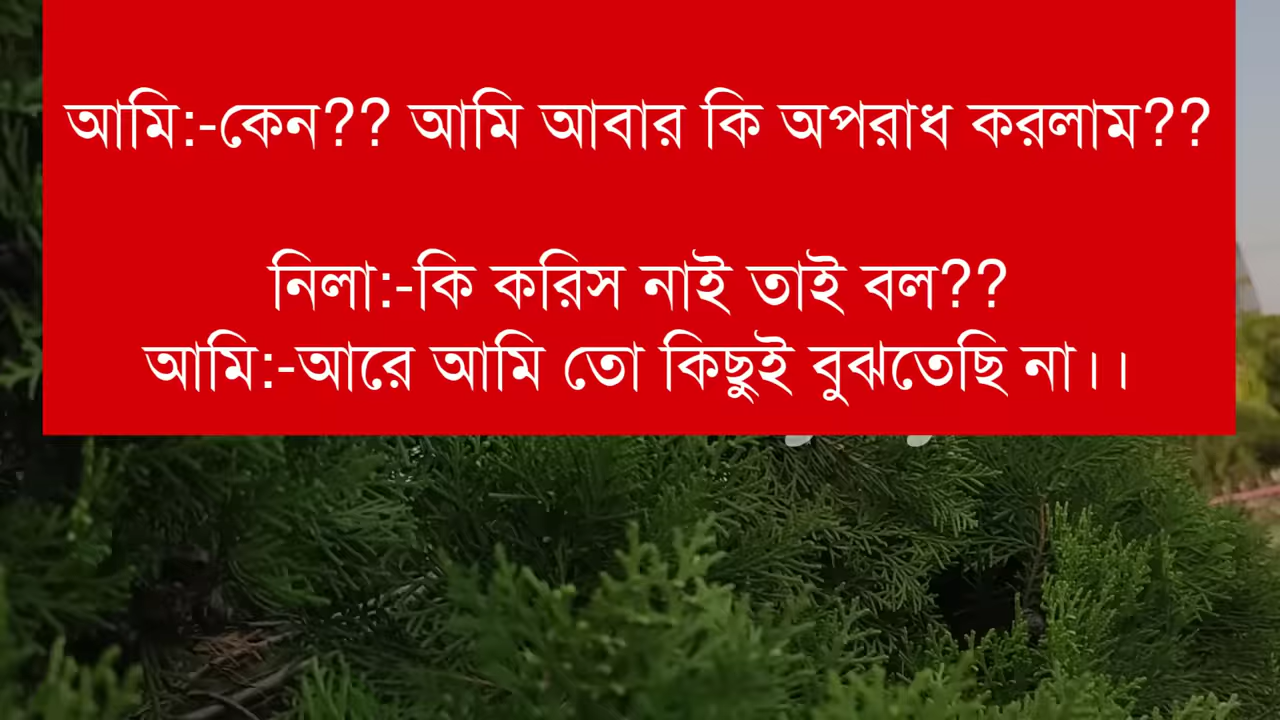 আমি:-কেন?? আমি আবার কি অপরাধ করলাম??
নিলা:-কি করিস নাই তাই বল??
আমি:-আরে আমি তো কিছুই বুঝতেছি না।।